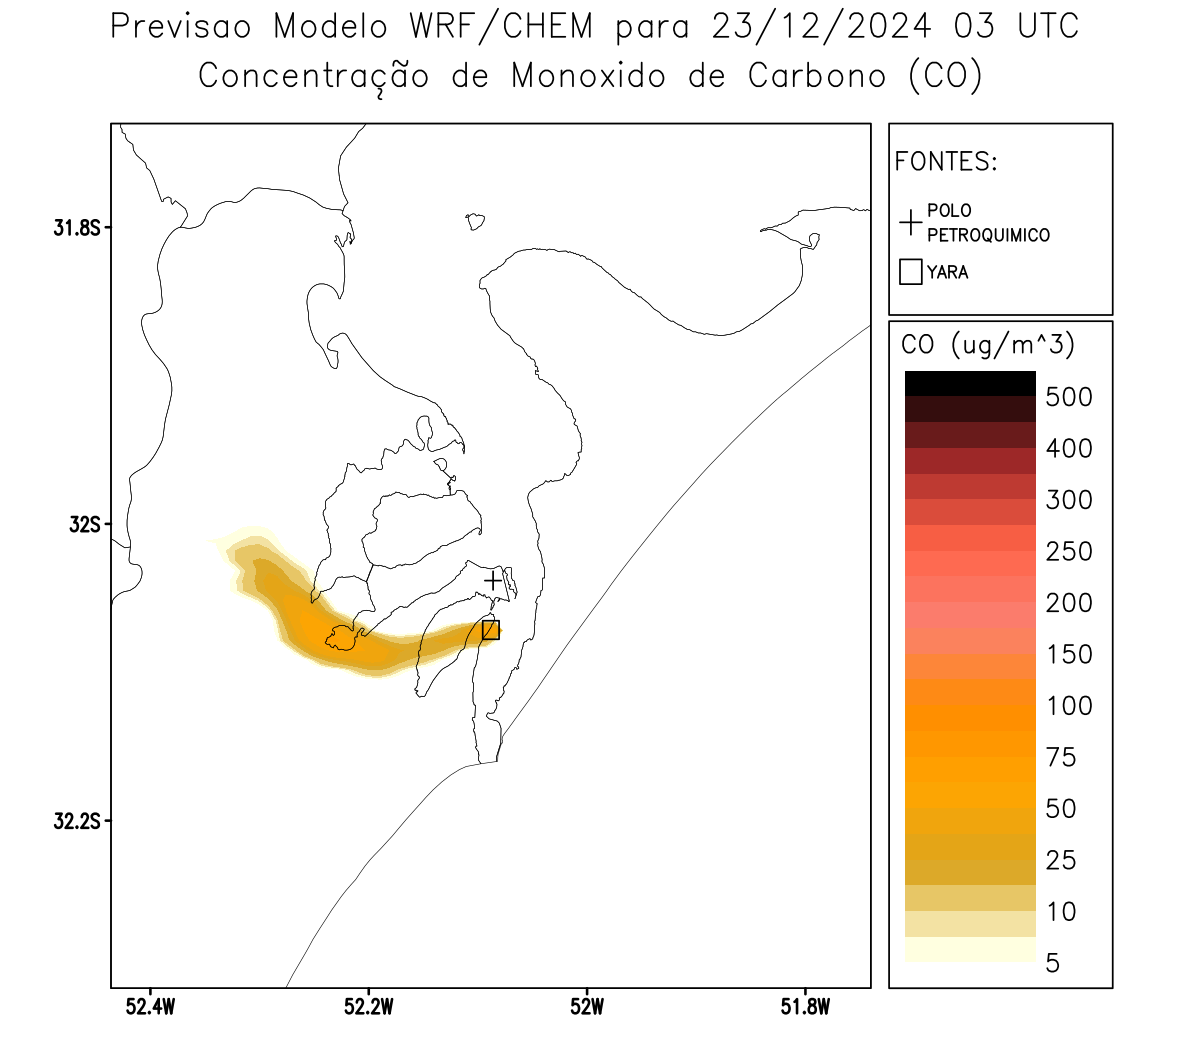 Previsao Modelo WRF/CHEM para 23/12/2024 03 UTC
Concentração de Monoxido de Carbono (CO)
FONTES:
POLO
PETROQUIMICO
YARA
CO (ug/m^3)
500
400
300
250
200
150
100
75
50
25
10
5
31.8S
32S
32.2S
52.4W
52.2W
52W
51.8W